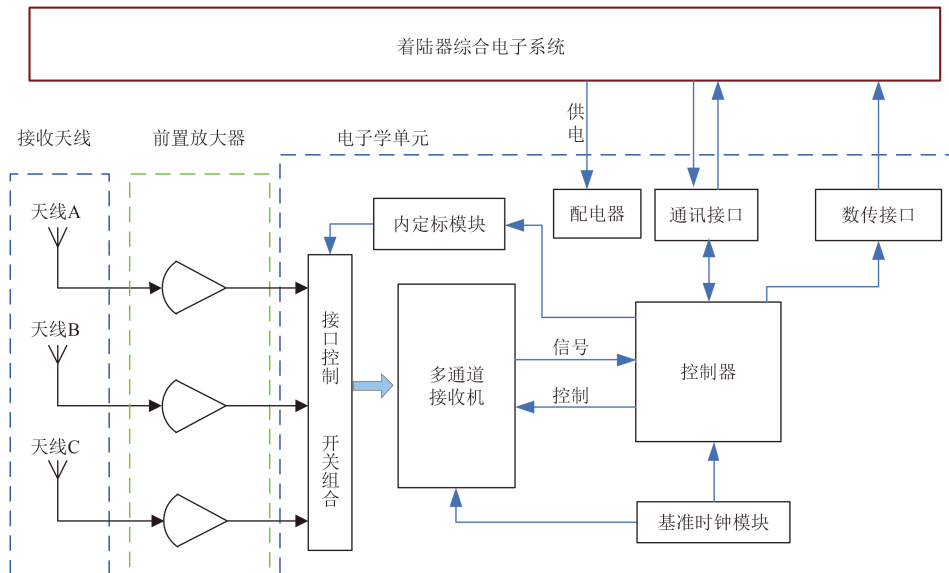 着陆器综合电子系统
供
电
接收天线
前置放大器
电子学单元
天线A
内定标模块
配电器
通讯接口
数传接口
接
口
控
制
开
关
组
合
天线B
多通道
接收机
信号
控制
控制器
天线C
基准时钟模块